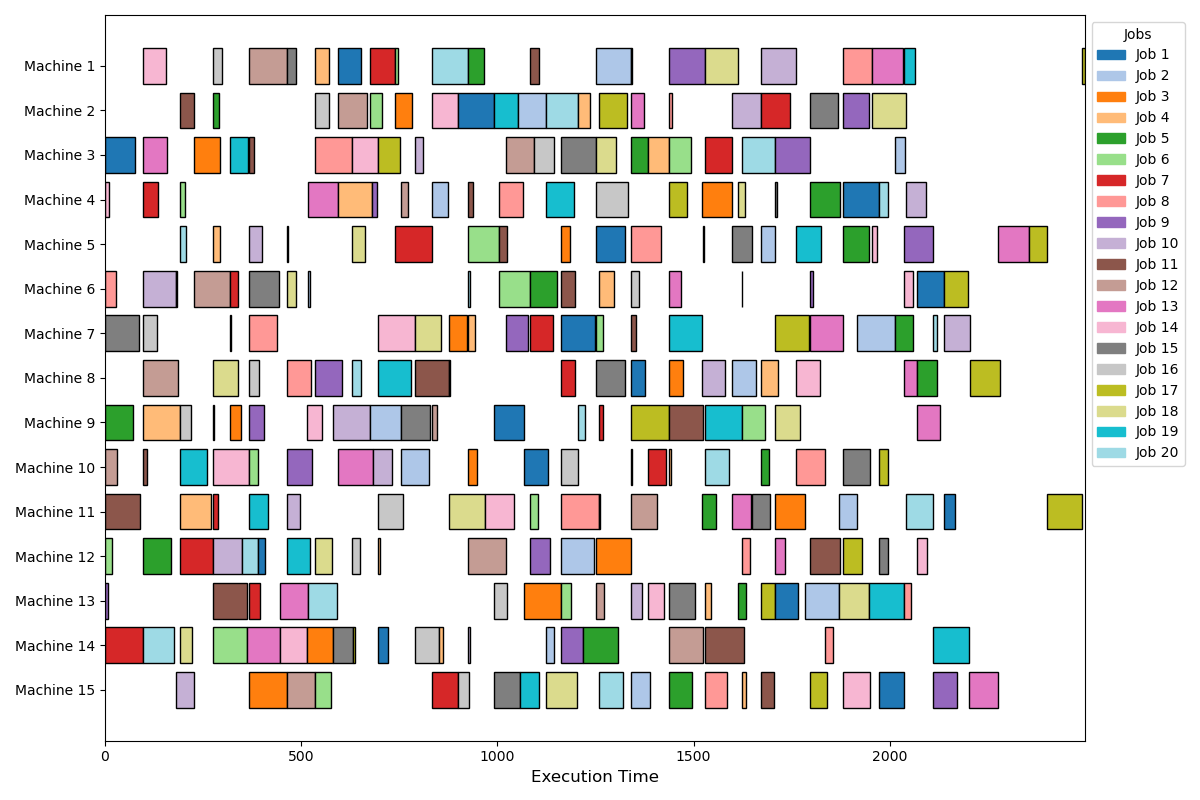 Machine 1
Machine 2
Machine 3
Machine 4
Machine 5
Machine 6
Machine 7
Machine 8
Machine 9
Machine 10
Machine 11
Machine 12
Machine 13
Machine 14
Machine 15
0 500 1000 1500 2000
Execution Time
Jobs
Job 1
Job 2
Job 3
Job 4
Job 5
Job 6
Job 7
Job 8
Job 9
Job 10
Job 11
Job 12
Job 13
Job 14
Job 15
Job 16
Job 17
Job 18
Job 19
Job 20